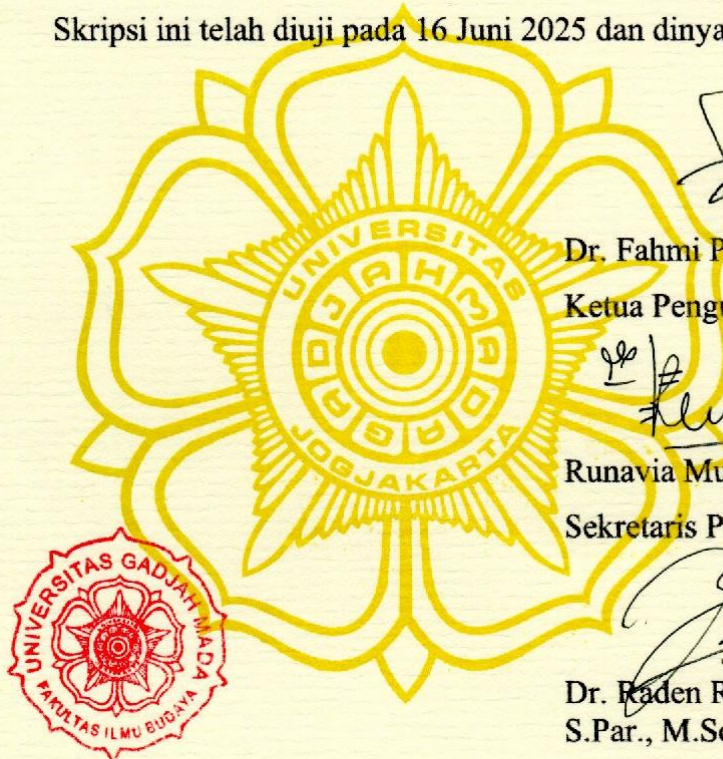 Skripsi ini telah diuji pada 16 Juni 2025 dan dinya
UNIVERSITAS
GADJAH MADA
JOGJAKARTA
Dr. Fahmi P
Ketua Pengu
Runavia Mu
Sekretaris P
UNIVERSITAS GADJAH MADA
FAKULTAS ILMU BUDAYA
Dr. Raden R
S.Par., M.Sc